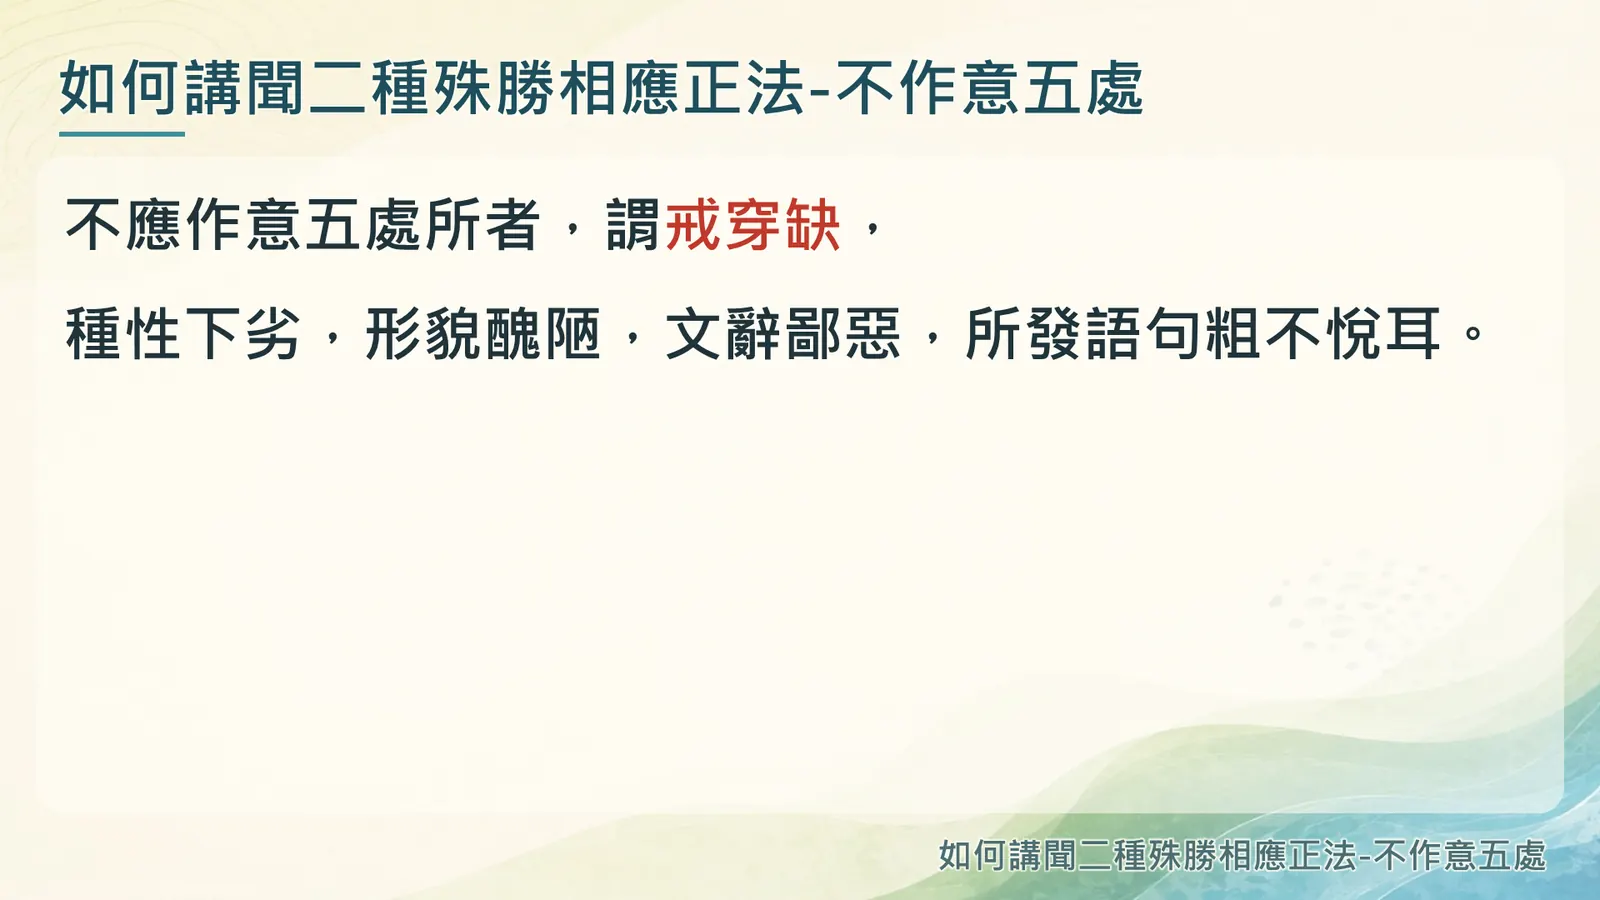 如何講聞二種殊勝相應正法-不作意五處
不應作意五處所者，謂戒穿缺，
種性下劣，形貌醜陋，文辭鄙惡，所發語句粗不悅耳。
如何講聞二種殊勝相應正法-不作意五處